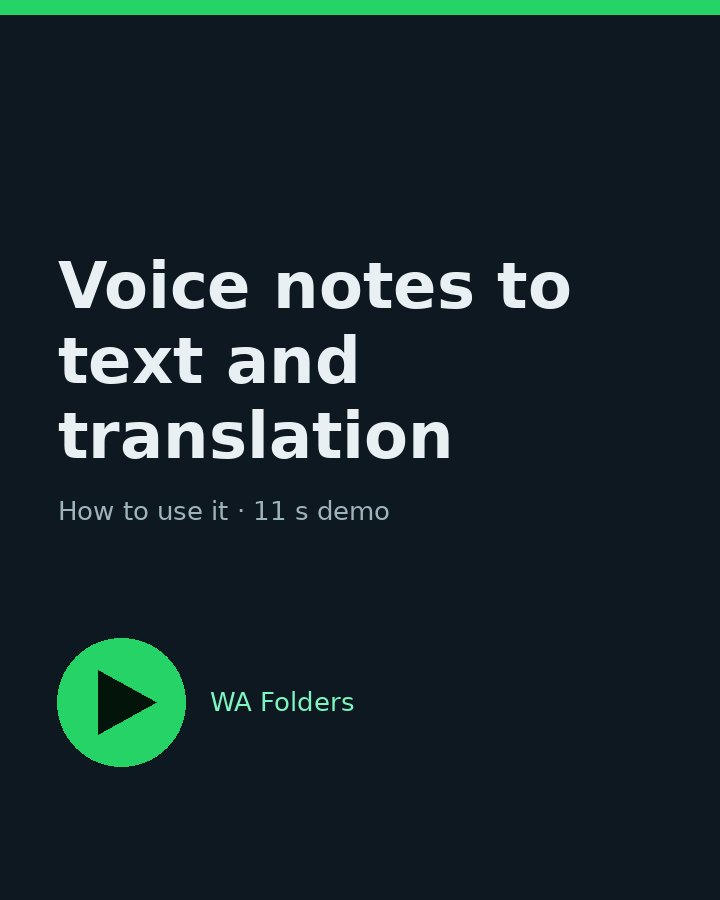 Voice notes to
text and
translation
How to use it · 11 s demo
WA Folders